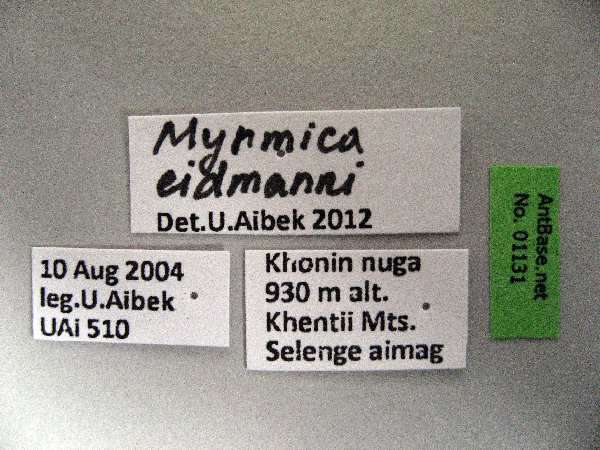 Myrmica
eidmanni
Det.U.Aibek 2012
10 Aug 2004
leg.U.Aibek
UAi 510
Khonin nuga
930 m alt.
Khentii Mts.
Selenge aimag
AntBase.net
No. 01131